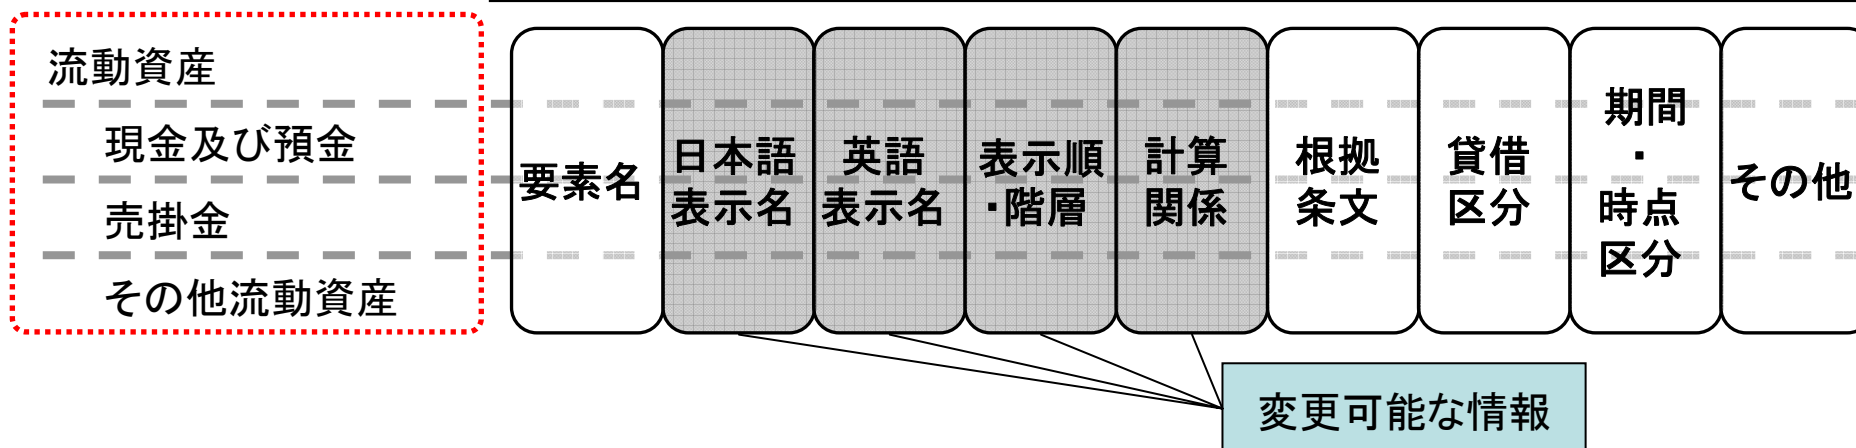 流動資産
現金及び預金
売掛金
その他流動資産
要素名
日本語
表示名
英語
表示名
表示順
・階層
計算
関係
根拠
条文
貸借
区分
期間
・
時点
区分
その他
変更可能な情報